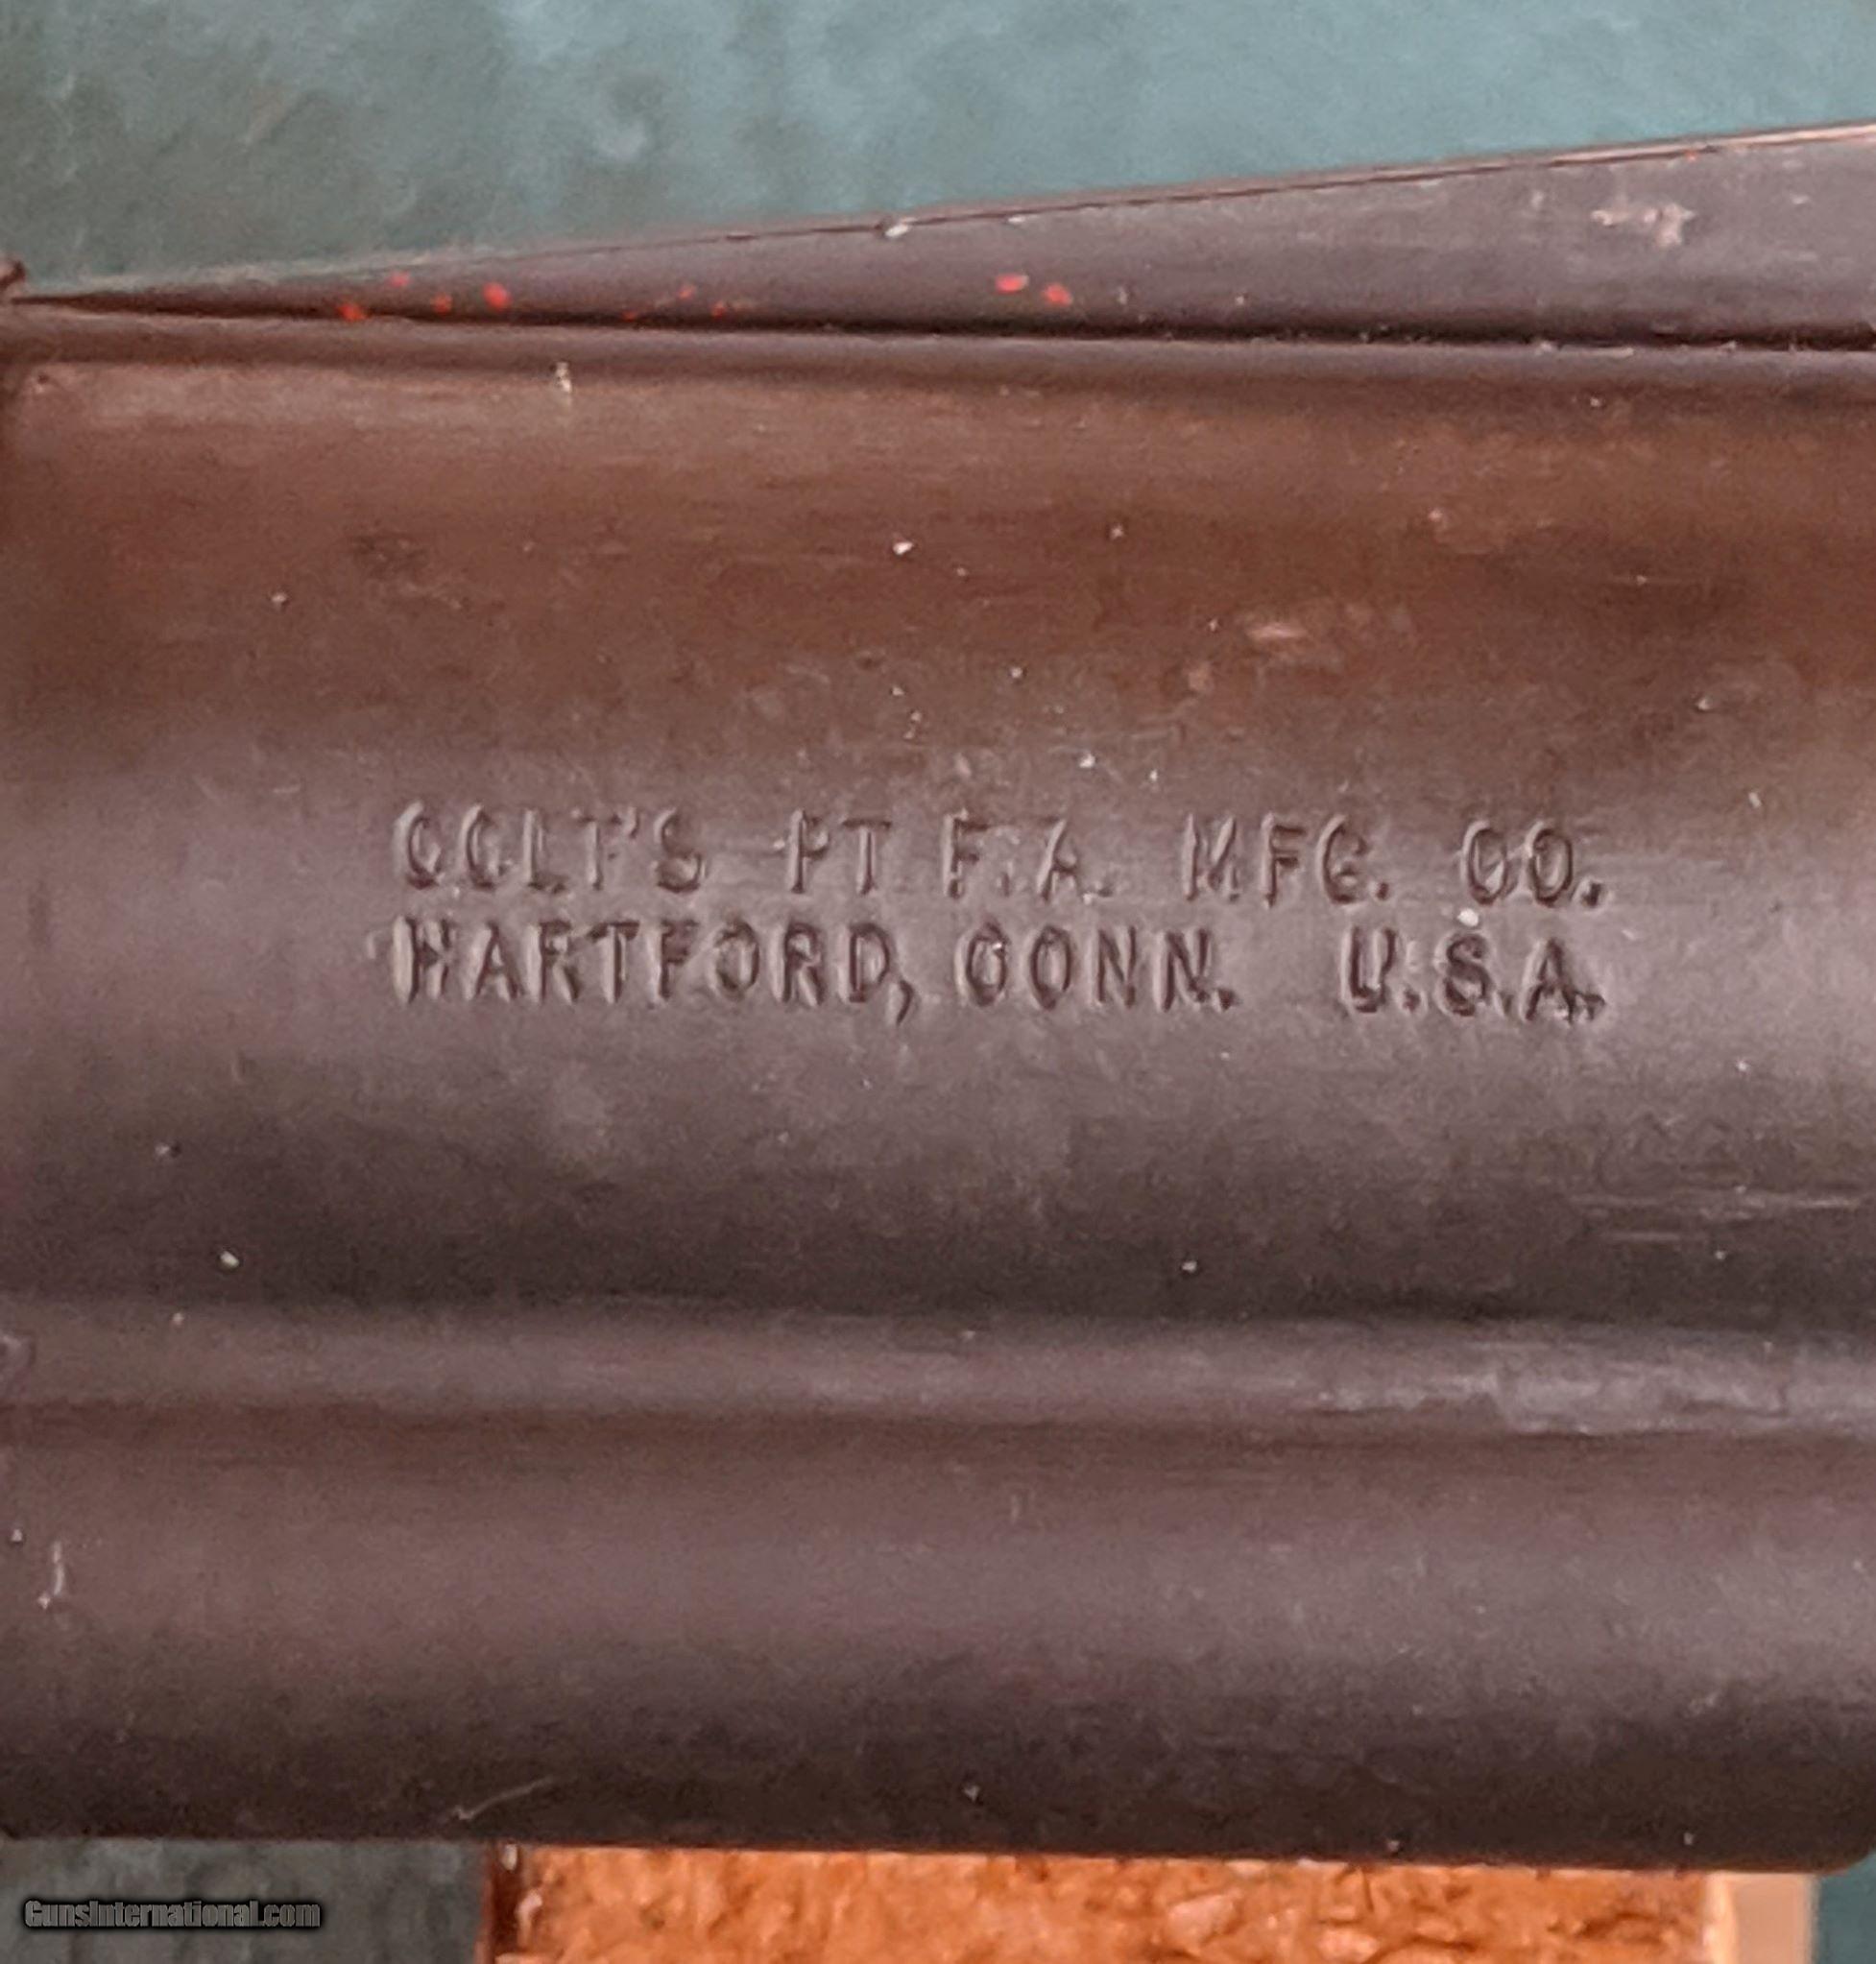 COLT'S PT F.A. MFG. CO.
HARTFORD, CONN. U.S.A.
GunsInternational.com